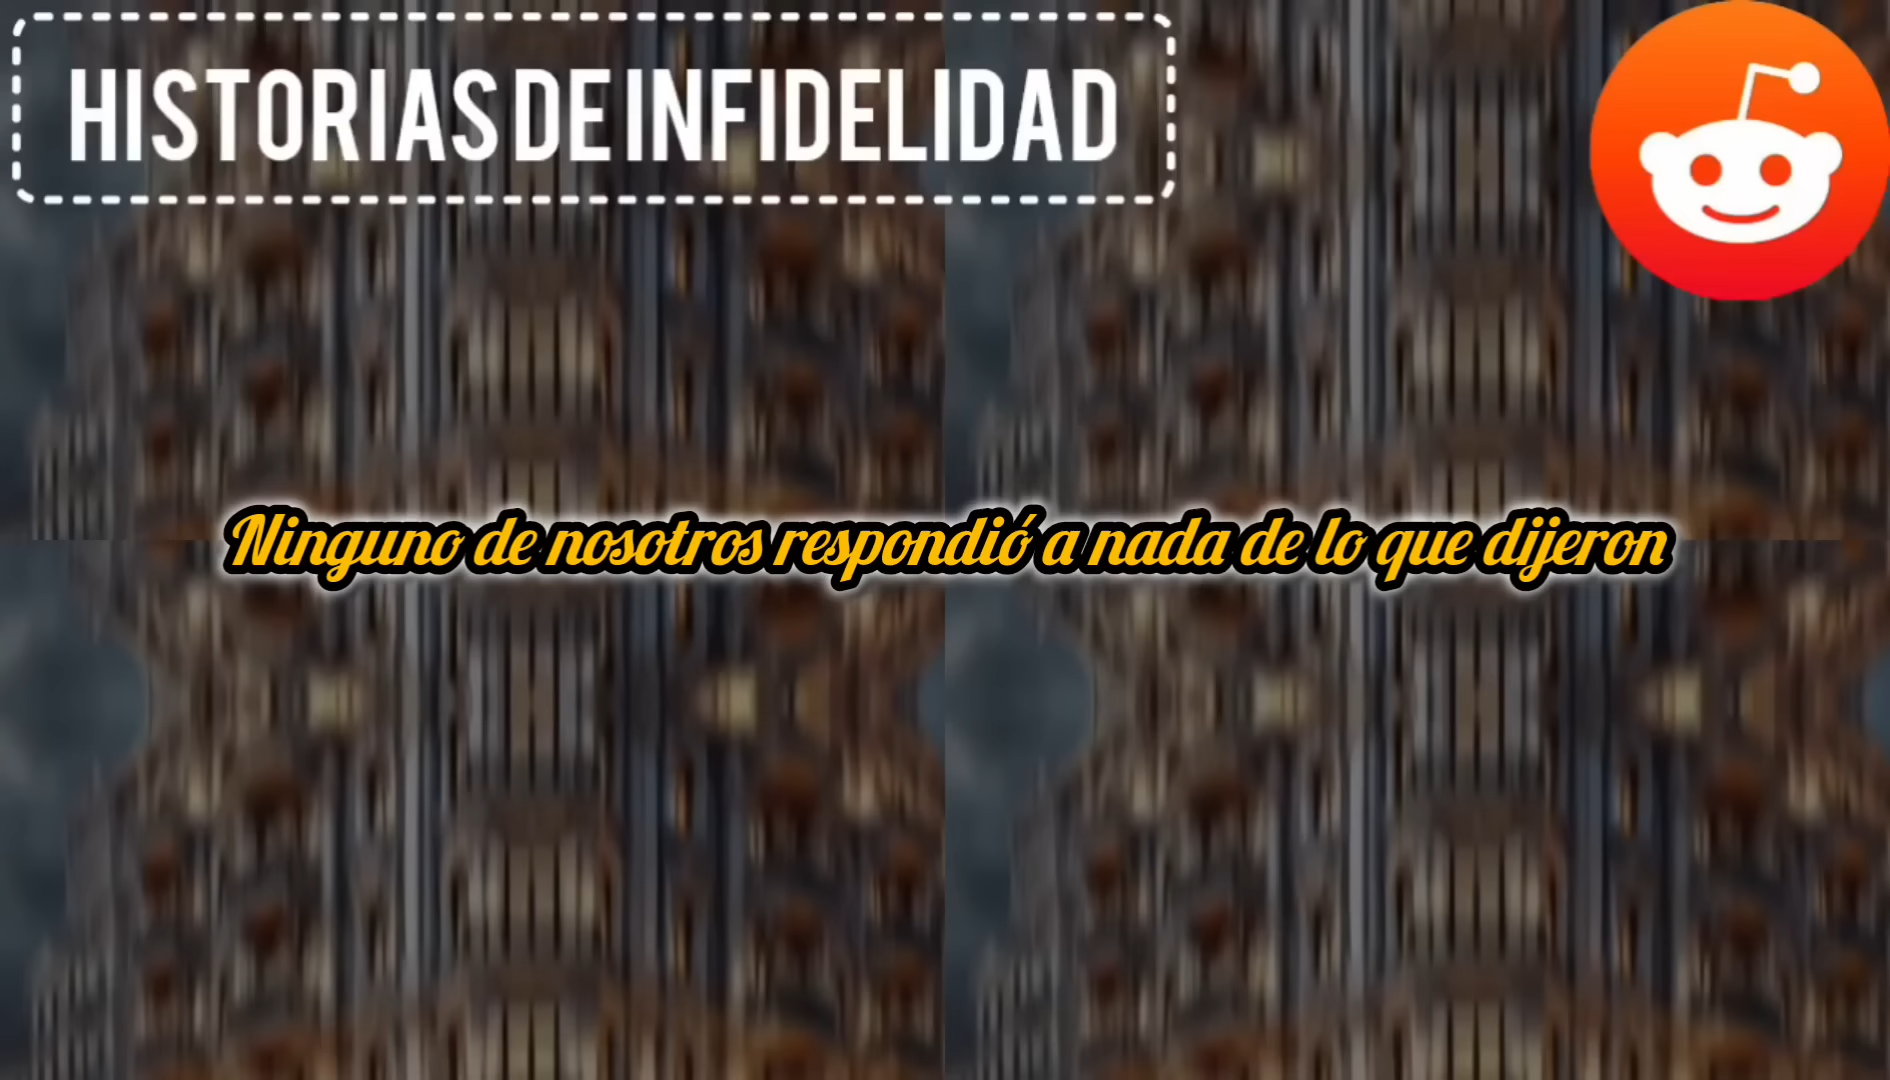 HISTORIAS DE INFIDELIDAD
Ninguno de nosotros respondió a nada de lo que dijeron